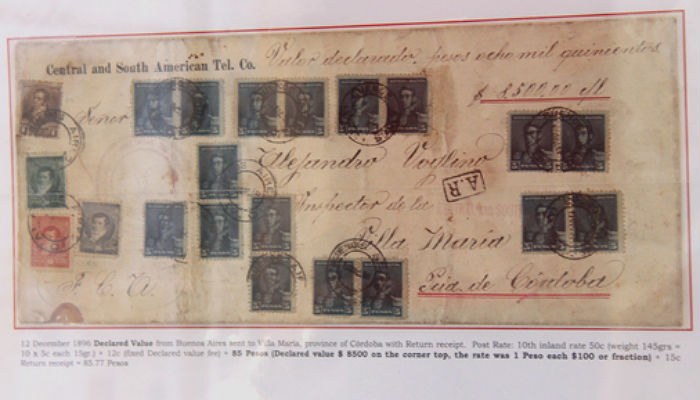 Central and South American Tel. Co.
Valor declarado, pesos ocho mil quinientos
$ 8500.00 c/l
Señor
Alejandro Voglino
A.R
Inspector de la
Villa María
F. C. A.
Pcia de Córdoba
12 December 1896 Declared Value from Buenos Aires sent to Villa Maria, province of Córdoba with Return receipt. Post Rate: 10th inland rate 50c (weight 145grs =
10 x 5c each 15gr.) + 12c (fixed Declared value fee) + 85 Pesos (Declared value $ 8500 on the corner top, the rate was 1 Peso each $100 or fraction) + 15c
Return receipt = 85.77 Pesos